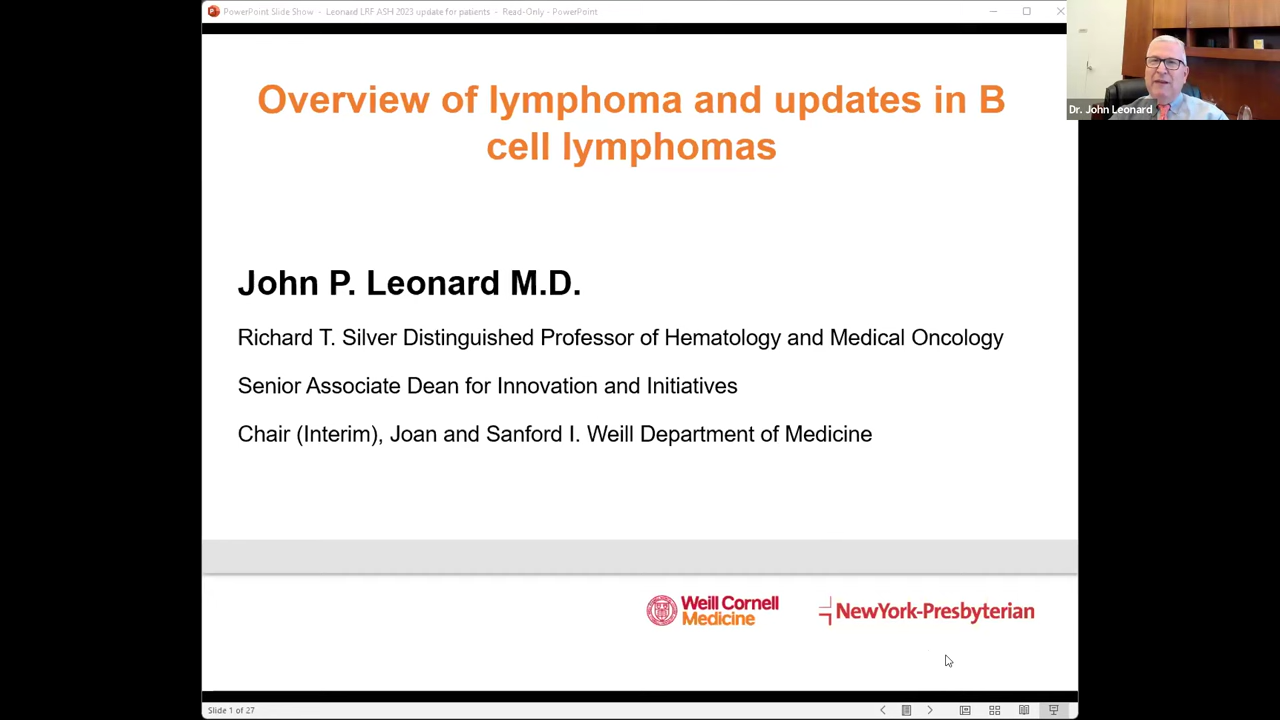 PowerPoint Slide Show - Leonard LRF ASH 2023 update for patients - Read-Only - PowerPoint
Overview of lymphoma and updates in B
cell lymphomas
Dr. John Leonard
John P. Leonard M.D.
Richard T. Silver Distinguished Professor of Hematology and Medical Oncology
Senior Associate Dean for Innovation and Initiatives
Chair (Interim), Joan and Sanford I. Weill Department of Medicine
Weill Cornell
Medicine
NewYork-Presbyterian
Slide 1 of 27